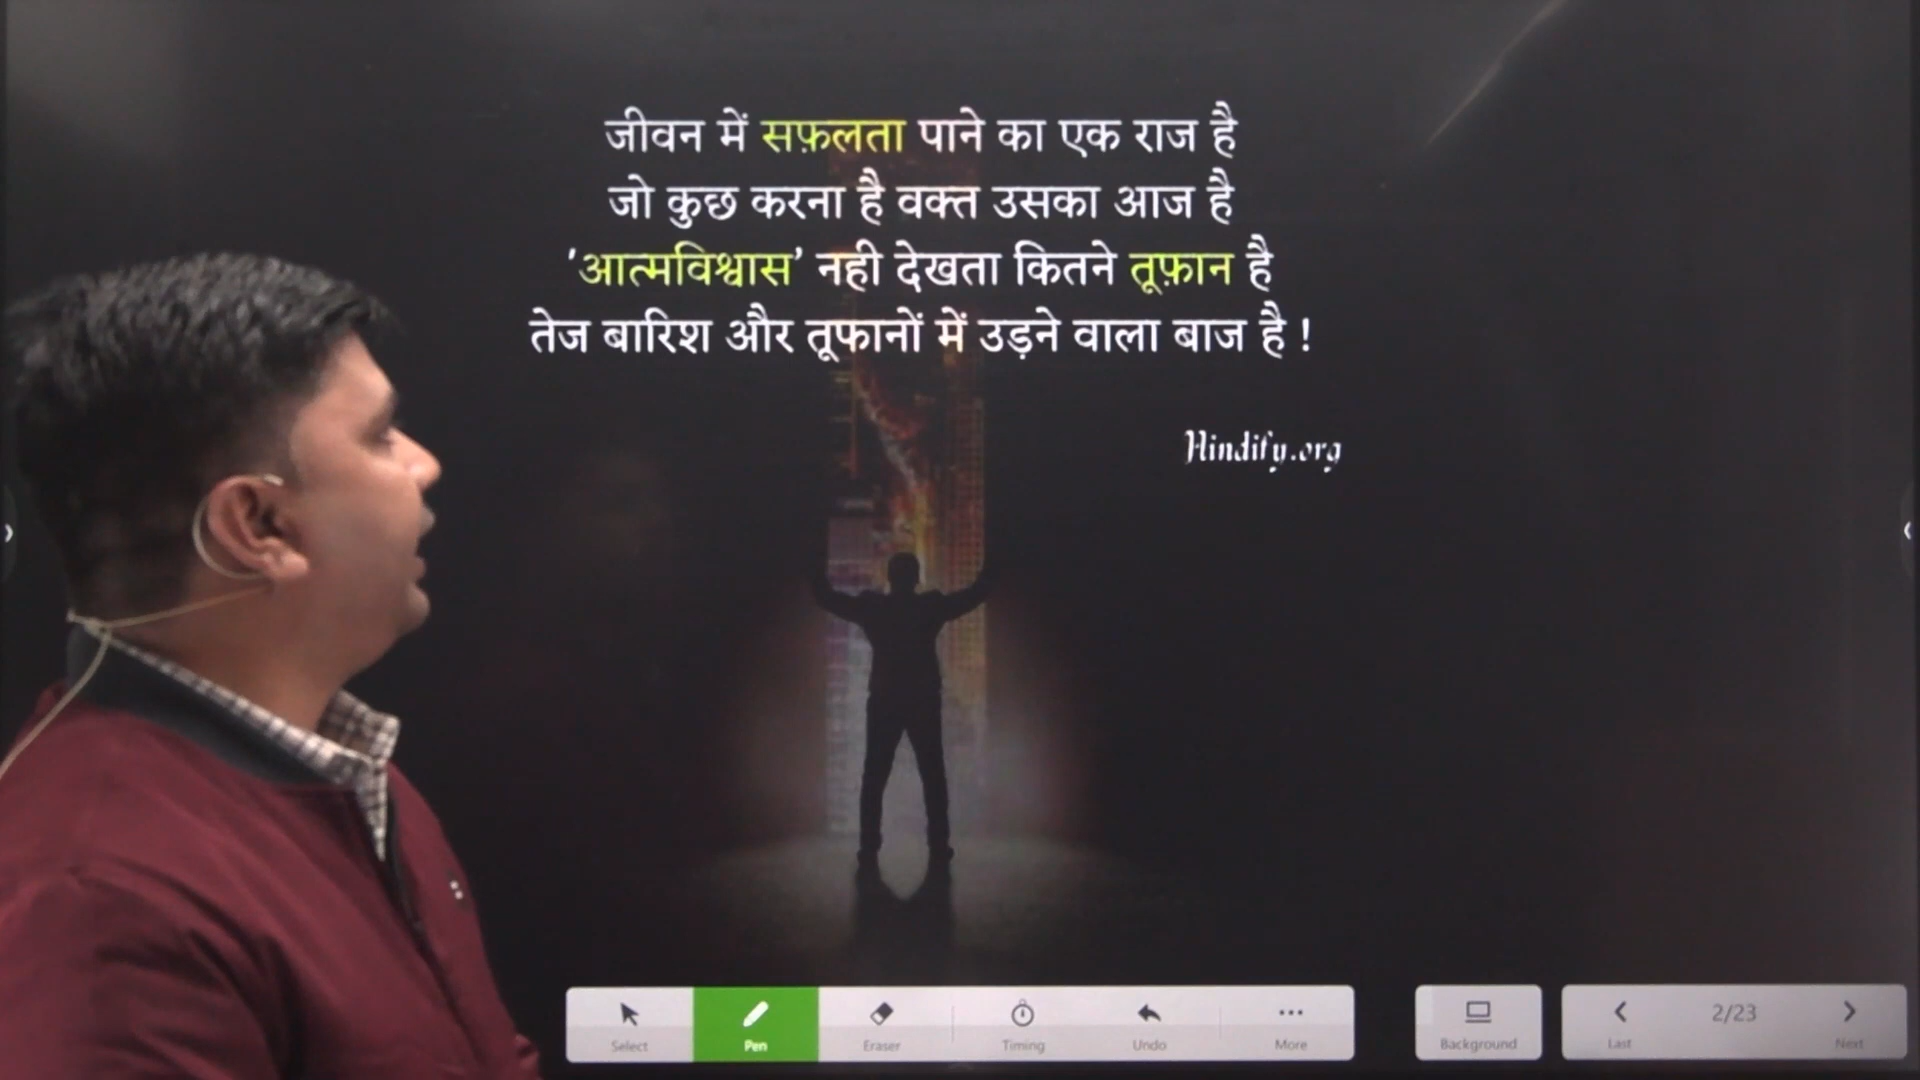 जीवन में सफ़लता पाने का एक राज है
जो कुछ करना है वक्त उसका आज है
'आत्मविश्वास' नही देखता कितने तूफ़ान है
तेज बारिश और तूफानों में उड़ने वाला बाज है !
Hindify.org
Select Pen Eraser Timing Undo More Background Last 2/23 Next